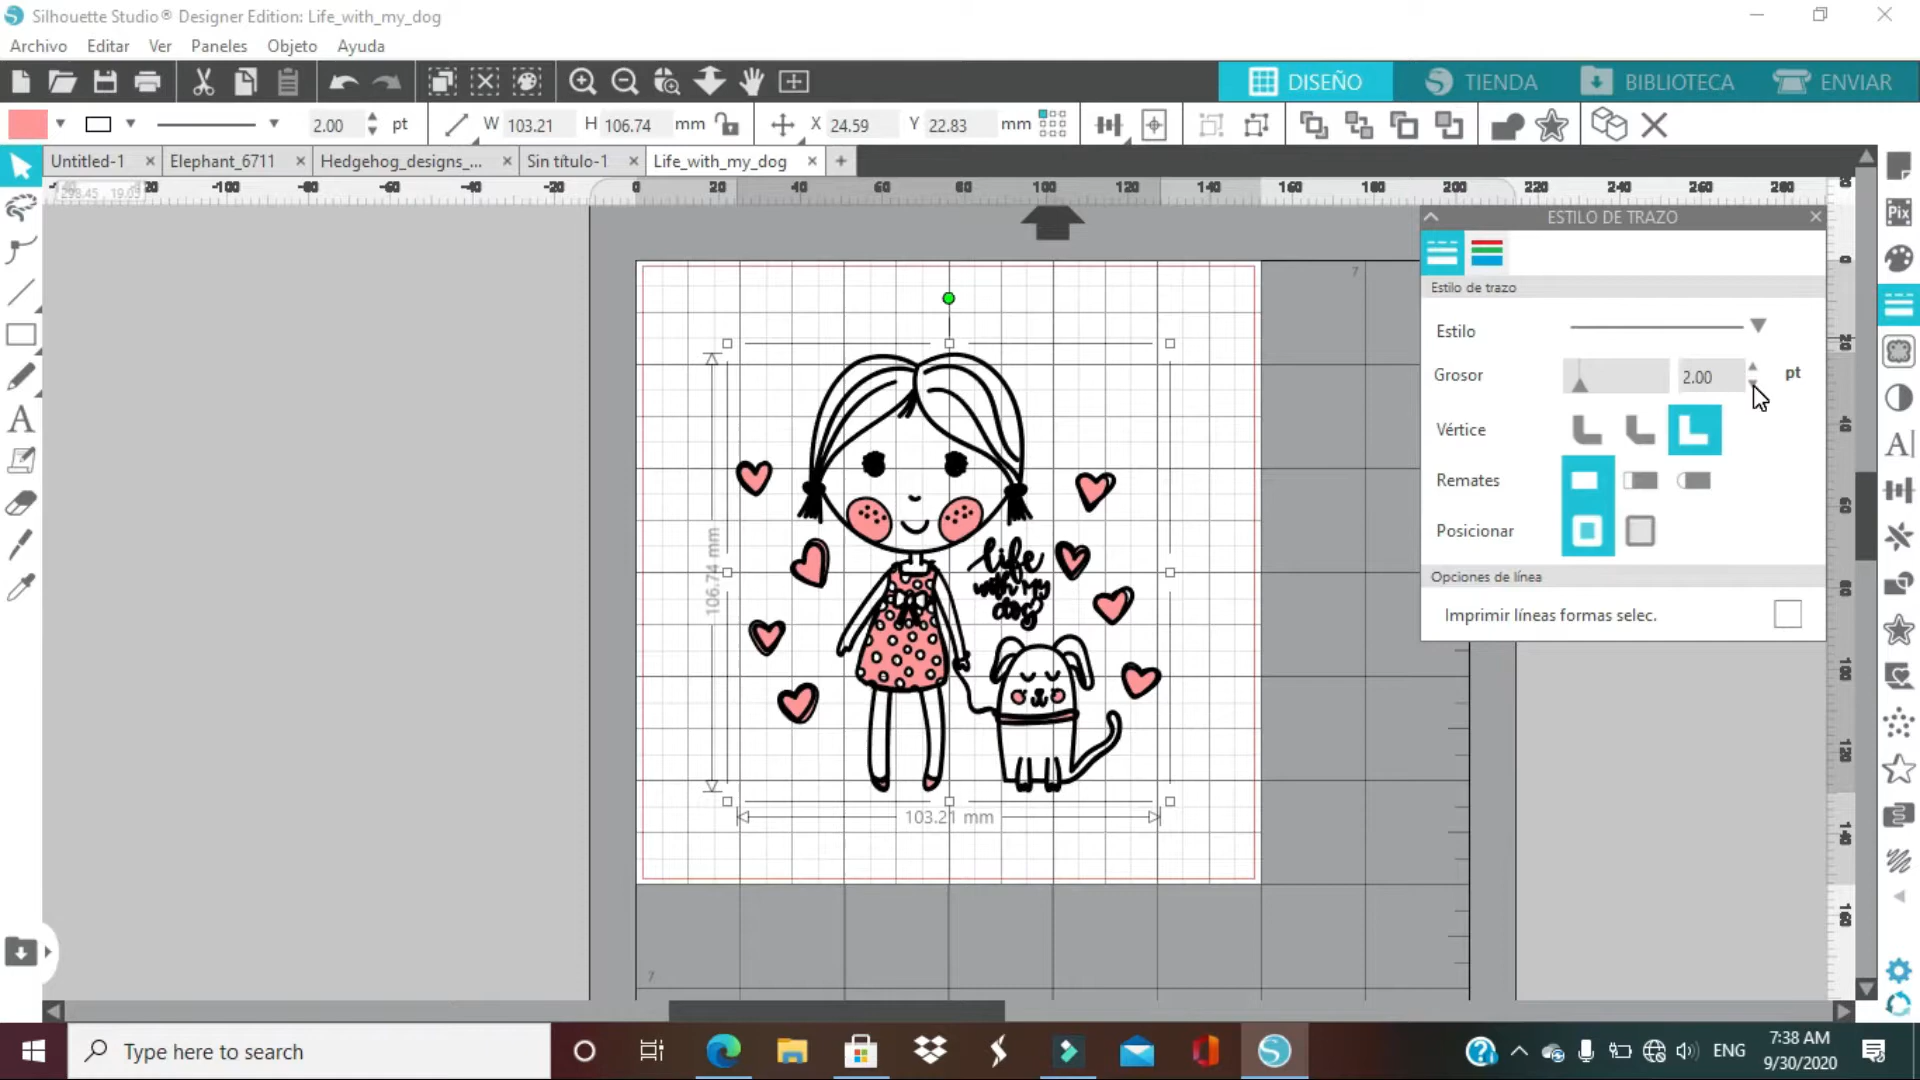 Silhouette Studio® Designer Edition: Life_with_my_dog
Archivo Editar Ver Paneles Objeto Ayuda
DISEÑO TIENDA BIBLIOTECA ENVIAR
2.00 pt W 103.21 H 106.74 mm X 24.59 Y 22.83 mm
Untitled-1 Elephant_6711 Hedgehog_designs_... Sin título-1 Life_with_my_dog
-100 -80 -60 -40 -20 0 20 40 60 80 100 120 140 160 180 200 220 240 260 280
ESTILO DE TRAZO
Estilo de trazo
Estilo
Grosor 2.00 pt
Vértice
Remates
Posicionar
Opciones de línea
Imprimir líneas formas selec.
7
106.74 mm
life
with my
dog
103.21 mm
7
Type here to search
ENG
7:38 AM
9/30/2020